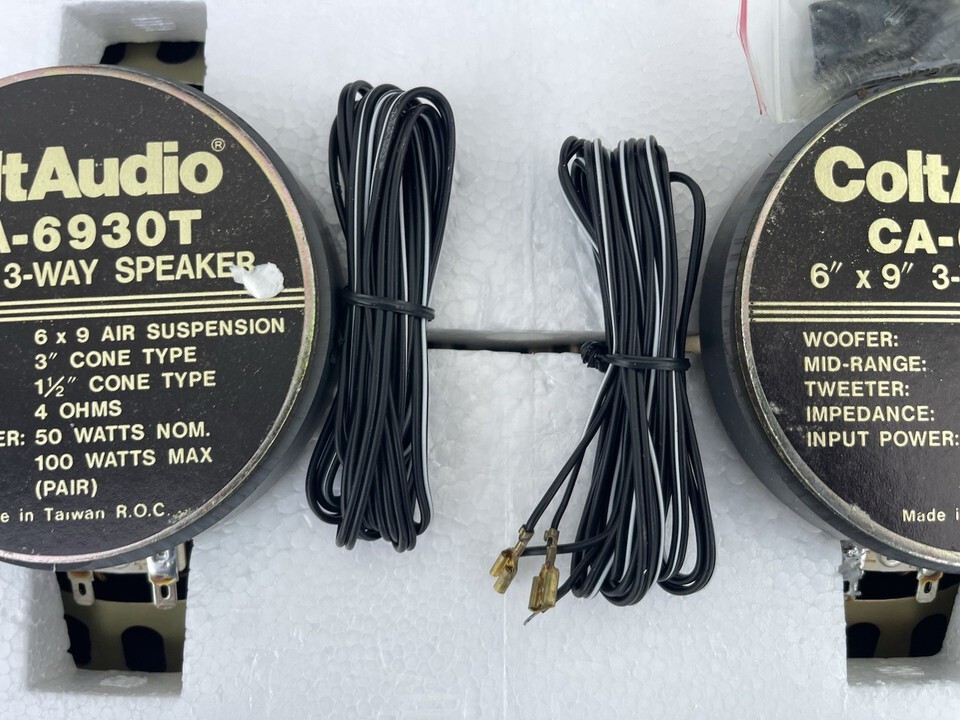 ltAudio®
A-6930T
3-WAY SPEAKER
6 x 9 AIR SUSPENSION
3" CONE TYPE
1½" CONE TYPE
4 OHMS
ER: 50 WATTS NOM.
100 WATTS MAX
(PAIR)
e in Taiwan R.O.C.
Colt
CA-
6" x 9" 3-
WOOFER:
MID-RANGE:
TWEETER:
IMPEDANCE:
INPUT POWER:
Made i